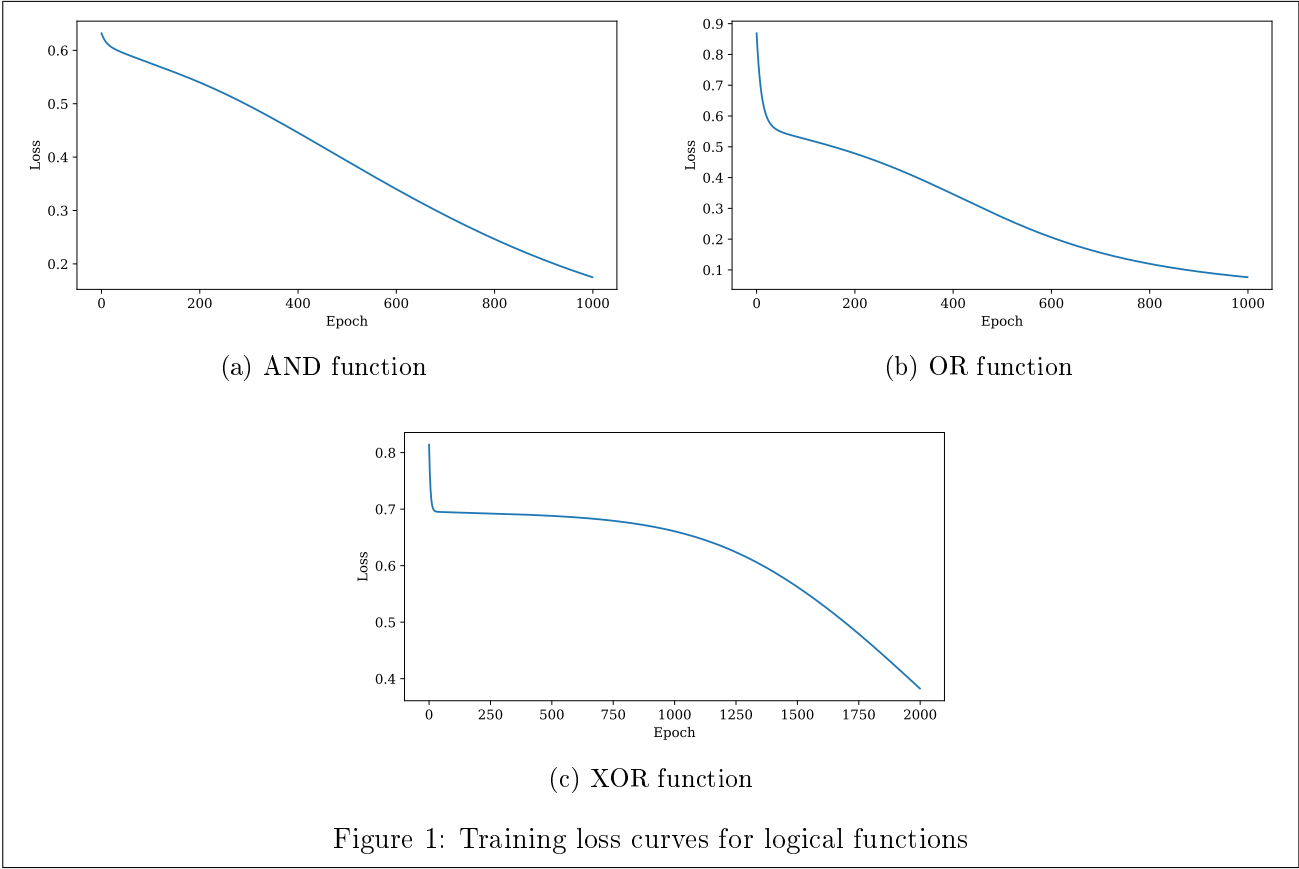 0.6
0.5
0.4
0.3
0.2
Loss
0 200 400 600 800 1000
Epoch
(a) AND function
0.9
0.8
0.7
0.6
0.5
0.4
0.3
0.2
0.1
Loss
0 200 400 600 800 1000
Epoch
(b) OR function
0.8
0.7
0.6
0.5
0.4
Loss
0 250 500 750 1000 1250 1500 1750 2000
Epoch
(c) XOR function
Figure 1: Training loss curves for logical functions